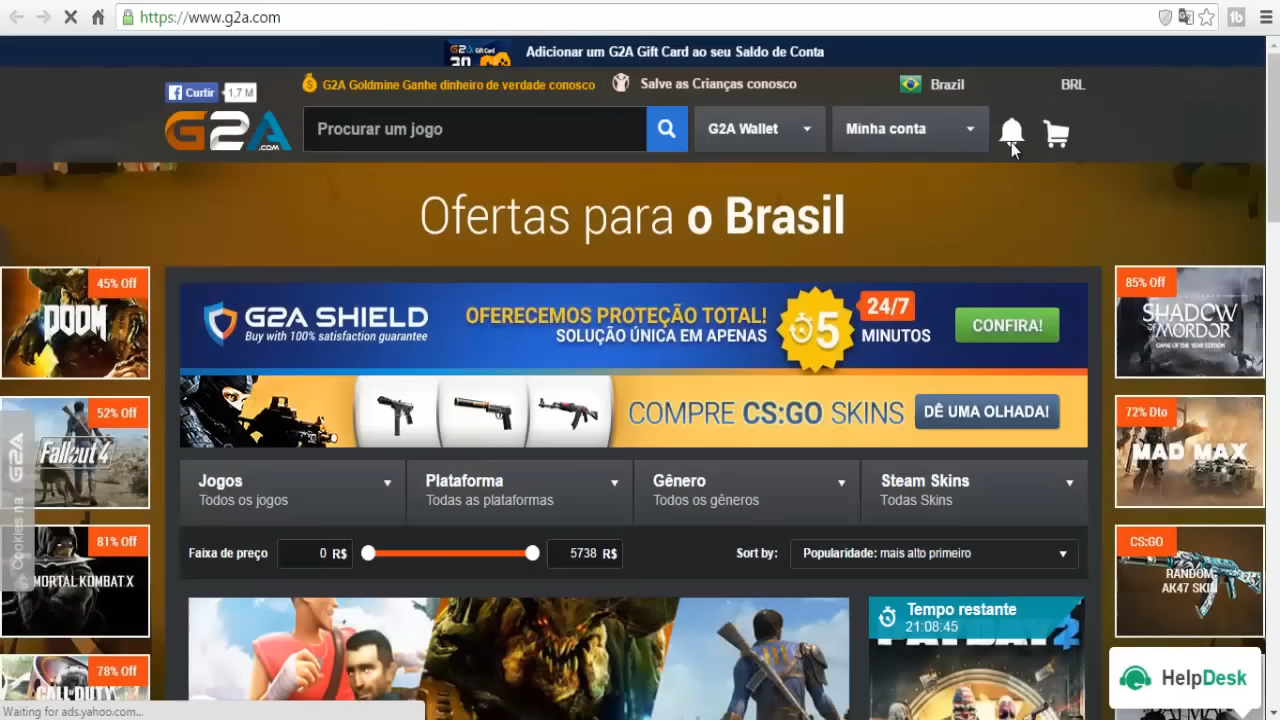 https://www.g2a.com
Adicionar um G2A Gift Card ao seu Saldo de Conta
Curtir
1,7 M
G2A Goldmine Ganhe dinheiro de verdade conosco
Salve as Crianças conosco
Brazil
BRL
G2A.COM
Procurar um jogo
G2A Wallet
Minha conta
Ofertas para o Brasil
45% Off
DOOM
52% Off
Fallout 4
81% Off
MORTAL KOMBAT X
78% Off
CALL OF DUTY
Cookies na G2A
G2A SHIELD
Buy with 100% satisfaction guarantee
OFERECEMOS PROTEÇÃO TOTAL!
SOLUÇÃO ÚNICA EM APENAS
5
24/7
MINUTOS
CONFIRA!
COMPRE CS:GO SKINS
DÊ UMA OLHADA!
Jogos
Todos os jogos
Plataforma
Todas as plataformas
Gênero
Todos os gêneros
Steam Skins
Todas Skins
Faixa de preço
0 R$
5738 R$
Sort by:
Popularidade: mais alto primeiro
Tempo restante
21:08:45
PAYDAY 2
85% Off
SHADOW OF MORDOR
GAME OF THE YEAR EDITION
72% Dto
MAD MAX
CS:GO
RANDOM
AK47 SKIN
HelpDesk
BATMAN
Waiting for ads.yahoo.com...